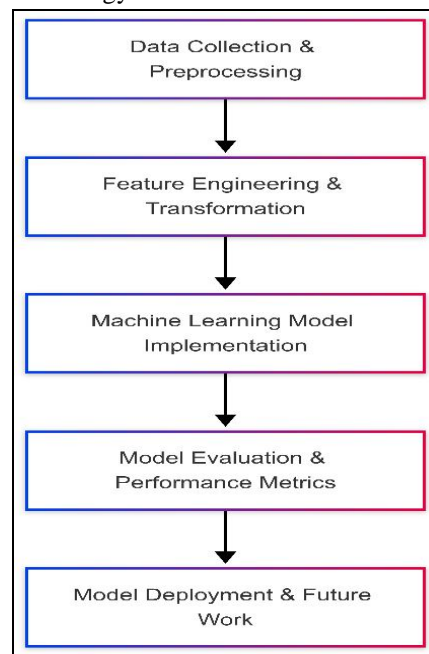 Data Collection &
Preprocessing
Feature Engineering &
Transformation
Machine Learning Model
Implementation
Model Evaluation &
Performance Metrics
Model Deployment & Future
Work